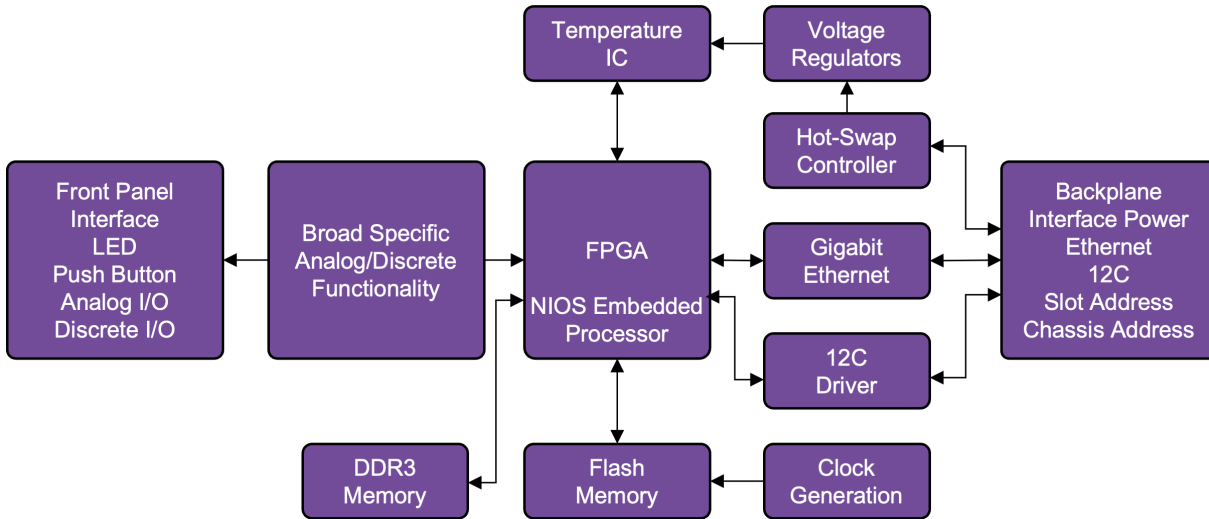 Temperature
IC
Voltage
Regulators
Hot-Swap
Controller
Front Panel
Interface
LED
Push Button
Analog I/O
Discrete I/O
Broad Specific
Analog/Discrete
Functionality
FPGA
NIOS Embedded
Processor
Gigabit
Ethernet
Backplane
Interface Power
Ethernet
12C
Slot Address
Chassis Address
12C
Driver
DDR3
Memory
Flash
Memory
Clock
Generation